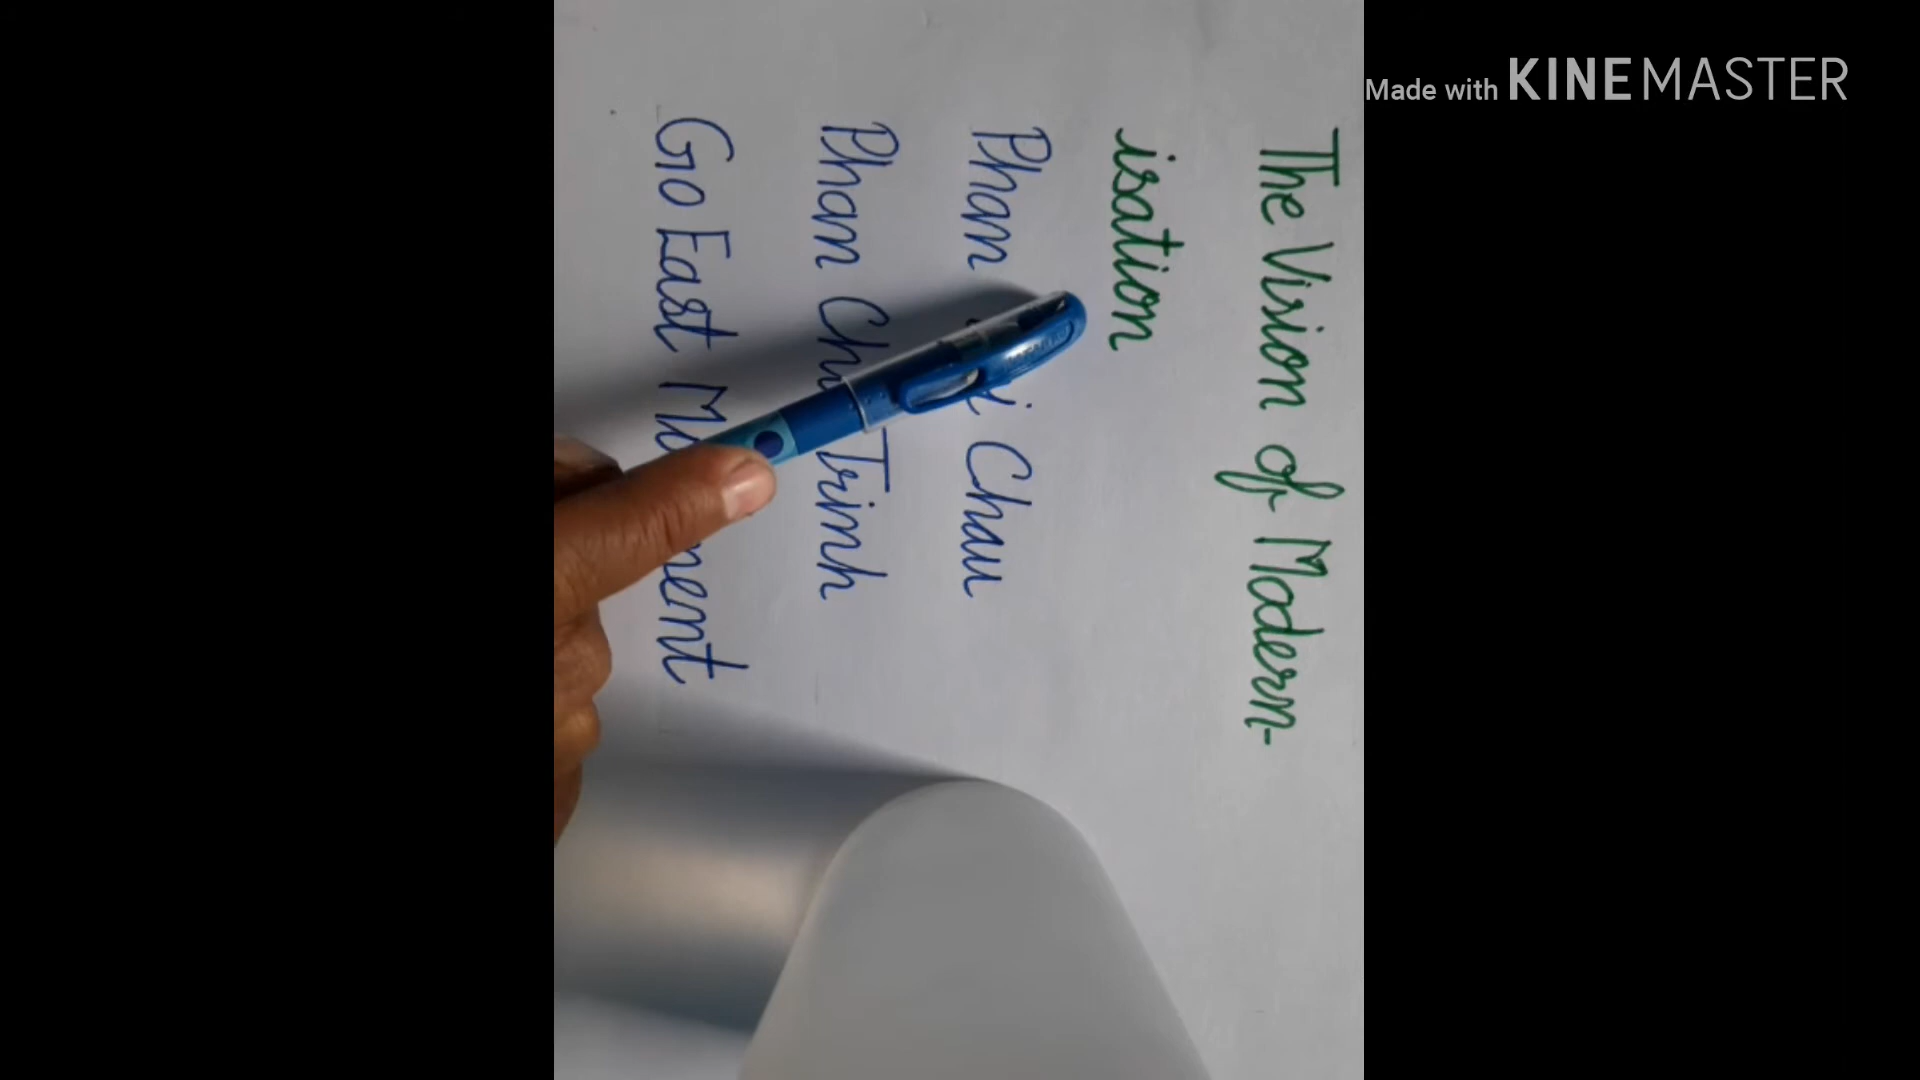 The Vision of Modern-
isation
Phan Chau
Phan Trinh
Go East
Made with KINEMASTER